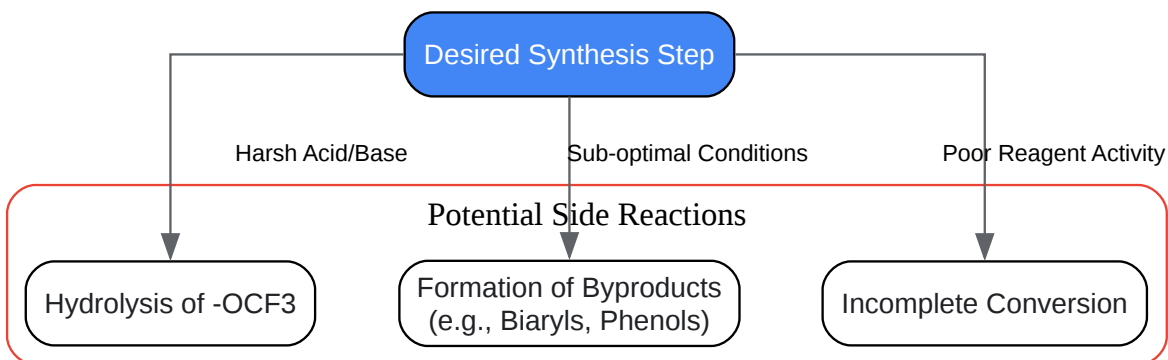 Desired Synthesis Step
Harsh Acid/Base
Sub-optimal Conditions
Poor Reagent Activity
Potential Side Reactions
Hydrolysis of -OCF3
Formation of Byproducts
(e.g., Biaryls, Phenols)
Incomplete Conversion